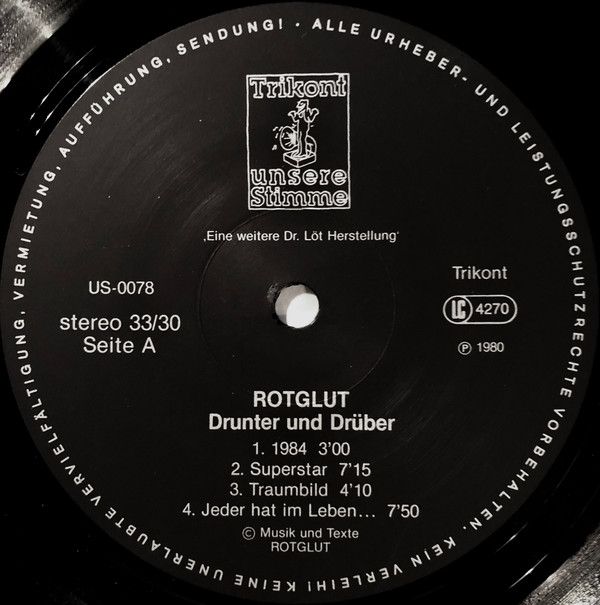 ALLE URHEBER- UND LEISTUNGSSCHUTZRECHTE VORBEHALTEN. KEIN VERLEIH! KEINE UNERLAUBTE VERVIELFÄLTIGUNG, VERMIETUNG, AUFFÜHRUNG, SENDUNG! ·
Trikont
unsere
Stimme
‚Eine weitere Dr. Löt Herstellung‘
US-0078
stereo 33/30
Seite A
Trikont
LC 4270
Ⓟ 1980
ROTGLUT
Drunter und Drüber
1. 1984 3'00
2. Superstar 7'15
3. Traumbild 4'10
4. Jeder hat im Leben... 7'50
© Musik und Texte
ROTGLUT